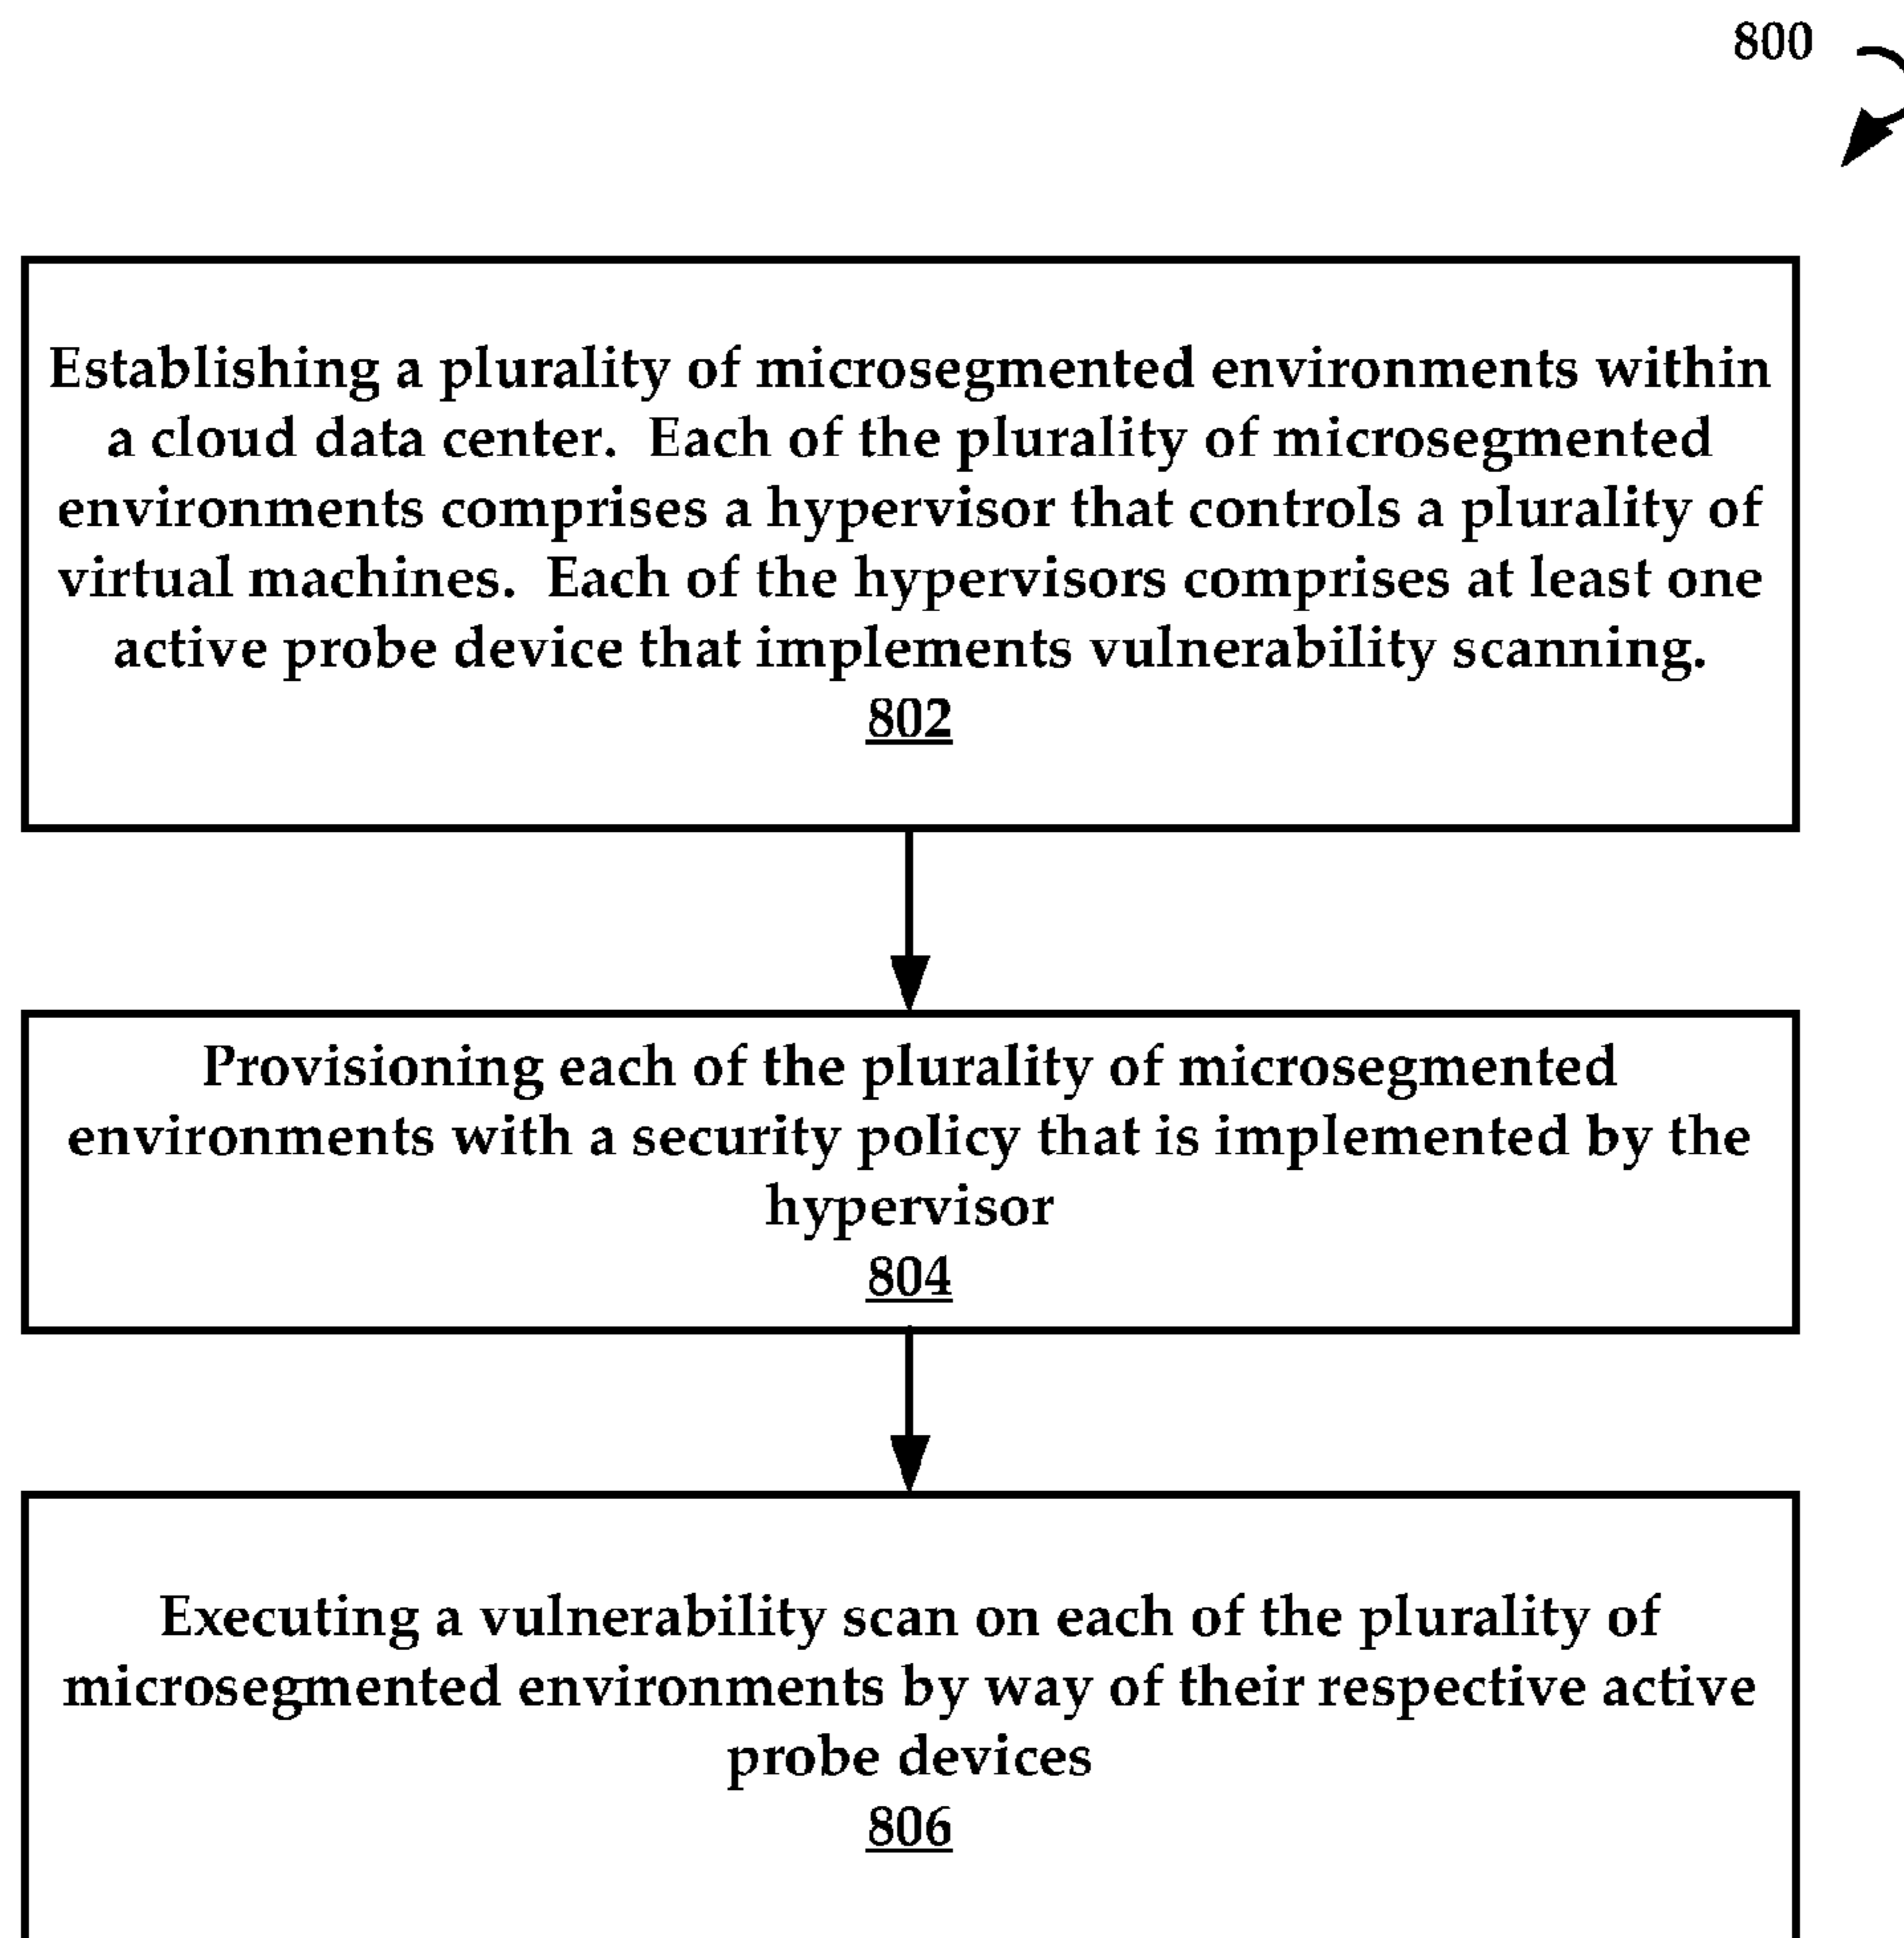 800
Establishing a plurality of microsegmented environments within
a cloud data center. Each of the plurality of microsegmented
environments comprises a hypervisor that controls a plurality of
virtual machines. Each of the hypervisors comprises at least one
active probe device that implements vulnerability scanning.
802
Provisioning each of the plurality of microsegmented
environments with a security policy that is implemented by the
hypervisor
804
Executing a vulnerability scan on each of the plurality of
microsegmented environments by way of their respective active
probe devices
806